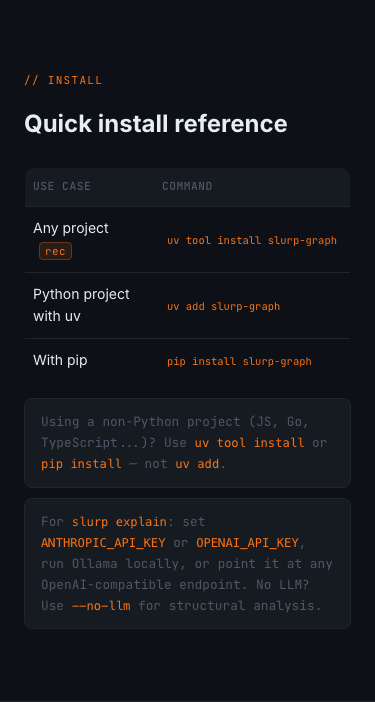 // INSTALL
Quick install reference
USE CASE COMMAND
Any project
rec
uv tool install slurp-graph
Python project
with uv
uv add slurp-graph
With pip
pip install slurp-graph
Using a non-Python project (JS, Go,
TypeScript...)? Use uv tool install or
pip install — not uv add.
For slurp explain: set
ANTHROPIC_API_KEY or OPENAI_API_KEY,
run Ollama locally, or point it at any
OpenAI-compatible endpoint. No LLM?
Use --no-llm for structural analysis.